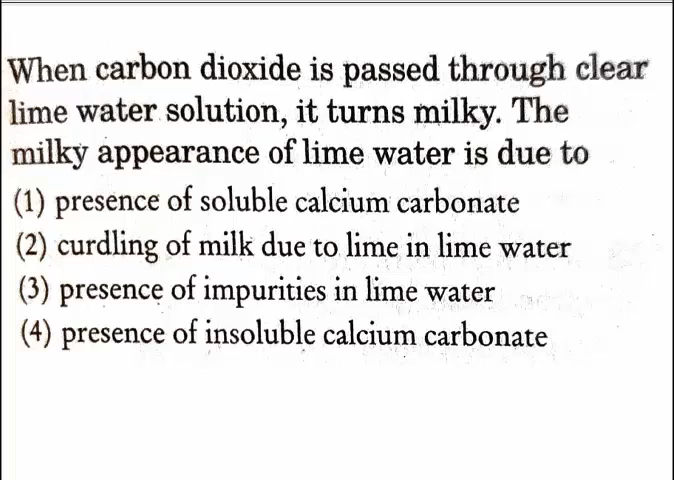 When carbon dioxide is passed through clear
lime water solution, it turns milky. The
milky appearance of lime water is due to
(1) presence of soluble calcium carbonate
(2) curdling of milk due to lime in lime water
(3) presence of impurities in lime water
(4) presence of insoluble calcium carbonate